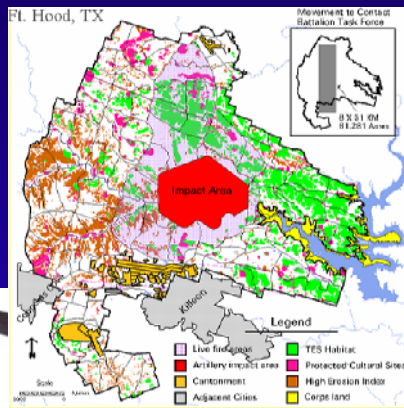 Ft. Hood, TX
Movement to Contact
Battalion Task Force
8 X 31 KM
61,281 Acres
Impact Area
Killeen
Legend
Live fire areas
TES Habitat
Artillery impact area
Protected Cultural Sites
Cantonment
High Erosion Index
Adjacent Cities
Corps land
N
Scale